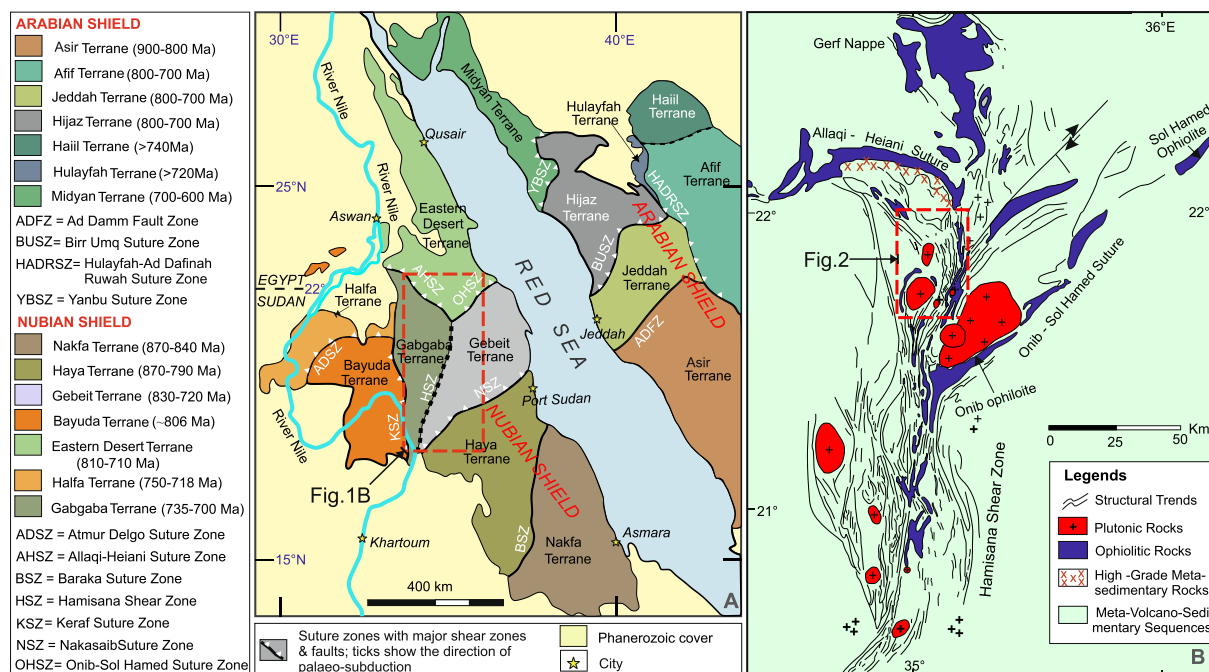 ARABIAN SHIELD
Asir Terrane (900-800 Ma)
Afif Terrane (800-700 Ma)
Jeddah Terrane (800-700 Ma)
Hijaz Terrane (800-700 Ma)
Haiil Terrane (>740Ma)
Hulayfah Terrane (>720Ma)
Midyan Terrane (700-600 Ma)
ADFZ = Ad Damm Fault Zone
BUSZ= Birr Umq Suture Zone
HADRSZ= Hulayfah-Ad Dafinah
Ruwah Suture Zone
YBSZ = Yanbu Suture Zone
NUBIAN SHIELD
Nakfa Terrane (870-840 Ma)
Haya Terrane (870-790 Ma)
Gebeit Terrane (830-720 Ma)
Bayuda Terrane (~806 Ma)
Eastern Desert Terrane
(810-710 Ma)
Halfa Terrane (750-718 Ma)
Gabgaba Terrane (735-700 Ma)
ADSZ = Atmur Delgo Suture Zone
AHSZ = Allaqi-Heiani Suture Zone
BSZ = Baraka Suture Zone
HSZ = Hamisana Shear Zone
KSZ = Keraf Suture Zone
NSZ = Nakasaib Suture Zone
OHSZ= Onib-Sol Hamed Suture Zone
30°E
40°E
River Nile
Midyan Terrane
Hulayfah
Terrane
Haiil
Terrane
Qusair
Afif
Terrane
YBSZ
HADRSZ
25°N
River Nile
Hijaz
Terrane
ARABIAN SHIELD
Aswan
Eastern
Desert
Terrane
BUSZ
Jeddah
Terrane
EGYPT
22°
SUDAN
Halfa
Terrane
AHSZ
OHSZ
RED SEA
Jeddah
ADFZ
ADSZ
Bayuda
Terrane
Gabgaba
Terrane
Gebeit
Terrane
Asir
Terrane
HSZ
NSZ
Port Sudan
KSZ
River Nile
NUBIAN SHIELD
Haya
Terrane
Fig.1B
BSZ
Nakfa
Terrane
Asmara
Khartoum
15°N
400 km
A
Suture zones with major shear zones
& faults; ticks show the direction of
palaeo-subduction
Phanerozoic cover
City
36°E
Gerf Nappe
Allaqi - Heiani Suture
Sol Hamed
Ophiolite
22°
22°
Fig.2
Onib - Sol Hamed Suture
Onib ophiloite
0 25 50
Km
Hamisana Shear Zone
21°
Legends
Structural Trends
Plutonic Rocks
Ophiolitic Rocks
High -Grade Meta-
sedimentary Rocks
Meta-Volcano-Sedi
mentary Sequences
35°
B